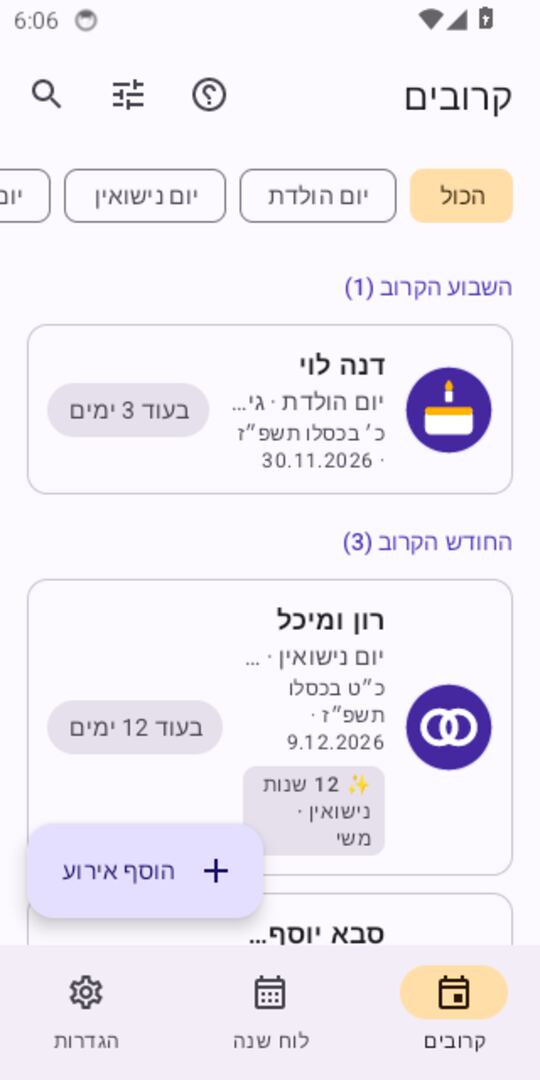 6:06
קרובים
הכול
יום הולדת
יום נישואין
השבוע הקרוב (1)
דנה לוי
יום הולדת · גי...
כ׳ בכסלו תשפ״ז
· 30.11.2026
בעוד 3 ימים
החודש הקרוב (3)
רון ומיכל
יום נישואין · ...
כ״ט בכסלו
תשפ״ז ·
9.12.2026
✨ 12 שנות
נישואין ·
משי
בעוד 12 ימים
הוסף אירוע
סבא יוסף...
קרובים
לוח שנה
הגדרות